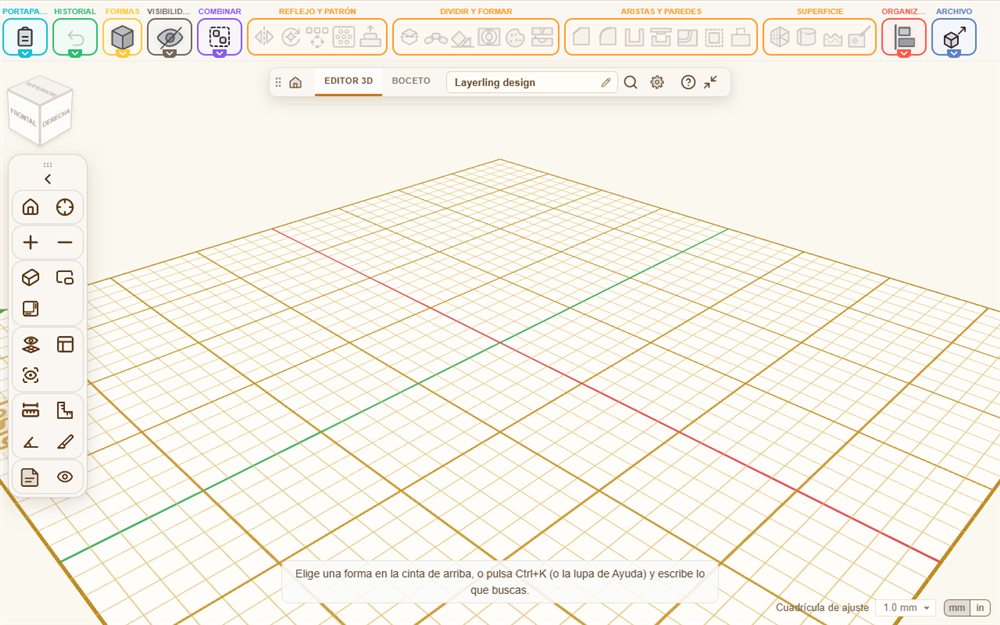 PORTAPA... HISTORIAL FORMAS VISIBILID... COMBINAR REFLEJO Y PATRÓN DIVIDIR Y FORMAR ARISTAS Y PAREDES SUPERFICIE ORGANIZ... ARCHIVO
EDITOR 3D BOCETO Layerling design
SUPERIOR
FRONTAL DERECHA
Elige una forma en la cinta de arriba, o pulsa Ctrl+K (o la lupa de Ayuda) y escribe lo
que buscas.
Cuadrícula de ajuste 1.0 mm mm in